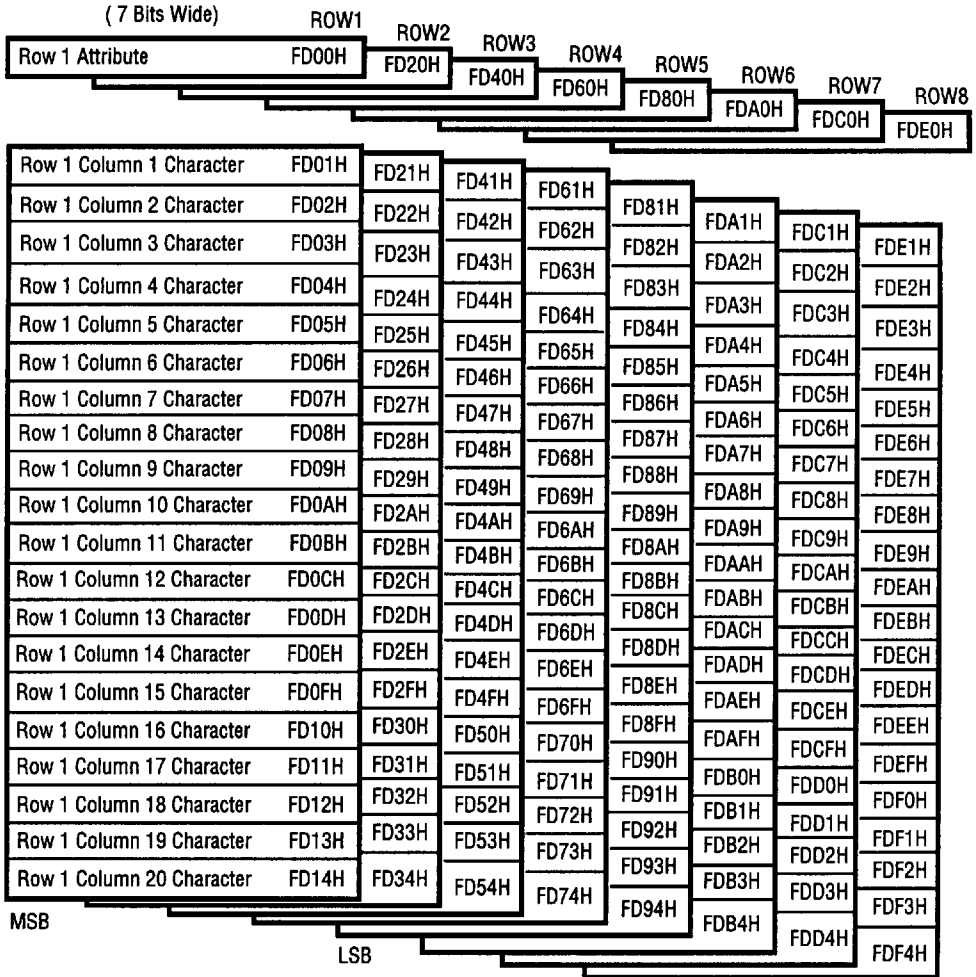 ( 7 Bits Wide)
ROW1
ROW2
ROW3
ROW4
ROW5
ROW6
ROW7
ROW8
Row 1 Attribute FD00H
FD20H
FD40H
FD60H
FD80H
FDA0H
FDC0H
FDE0H
Row 1 Column 1 Character FD01H FD21H FD41H FD61H FD81H FDA1H FDC1H FDE1H
Row 1 Column 2 Character FD02H FD22H FD42H FD62H FD82H FDA2H FDC2H FDE2H
Row 1 Column 3 Character FD03H FD23H FD43H FD63H FD83H FDA3H FDC3H FDE3H
Row 1 Column 4 Character FD04H FD24H FD44H FD64H FD84H FDA4H FDC4H FDE4H
Row 1 Column 5 Character FD05H FD25H FD45H FD65H FD85H FDA5H FDC5H FDE5H
Row 1 Column 6 Character FD06H FD26H FD46H FD66H FD86H FDA6H FDC6H FDE6H
Row 1 Column 7 Character FD07H FD27H FD47H FD67H FD87H FDA7H FDC7H FDE7H
Row 1 Column 8 Character FD08H FD28H FD48H FD68H FD88H FDA8H FDC8H FDE8H
Row 1 Column 9 Character FD09H FD29H FD49H FD69H FD89H FDA9H FDC9H FDE9H
Row 1 Column 10 Character FD0AH FD2AH FD4AH FD6AH FD8AH FDAAH FDCAH FDEAH
Row 1 Column 11 Character FD0BH FD2BH FD4BH FD6BH FD8BH FDABH FDCBH FDEBH
Row 1 Column 12 Character FD0CH FD2CH FD4CH FD6CH FD8CH FDACH FDCCH FDECH
Row 1 Column 13 Character FD0DH FD2DH FD4DH FD6DH FD8DH FDADH FDCDH FDEDH
Row 1 Column 14 Character FD0EH FD2EH FD4EH FD6EH FD8EH FDAEH FDCEH FDEEH
Row 1 Column 15 Character FD0FH FD2FH FD4FH FD6FH FD8FH FDAFH FDCFH FDEFH
Row 1 Column 16 Character FD10H FD30H FD50H FD70H FD90H FDB0H FDD0H FDF0H
Row 1 Column 17 Character FD11H FD31H FD51H FD71H FD91H FDB1H FDD1H FDF1H
Row 1 Column 18 Character FD12H FD32H FD52H FD72H FD92H FDB2H FDD2H FDF2H
Row 1 Column 19 Character FD13H FD33H FD53H FD73H FD93H FDB3H FDD3H FDF3H
Row 1 Column 20 Character FD14H FD34H FD54H FD74H FD94H FDB4H FDD4H FDF4H
MSB
LSB